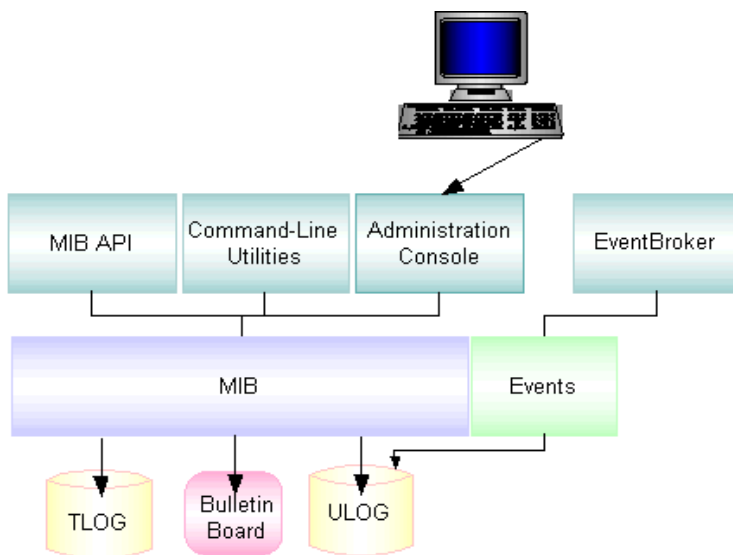 MIB API
Command-Line
Utilities
Administration
Console
EventBroker
MIB
Events
TLOG
Bulletin
Board
ULOG